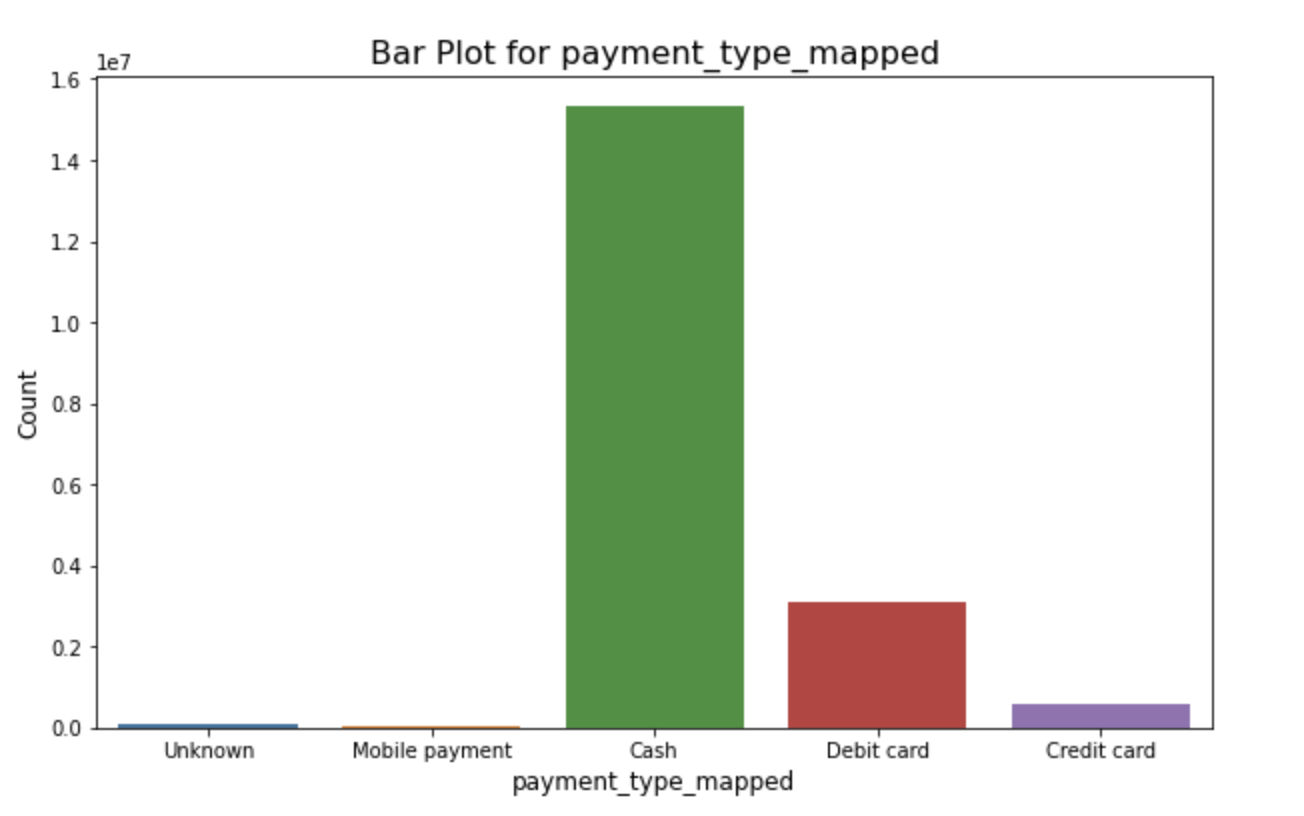 Bar Plot for payment_type_mapped
1e7
1.6
1.4
1.2
1.0
0.8
0.6
0.4
0.2
0.0
Count
Unknown Mobile payment Cash Debit card Credit card
payment_type_mapped